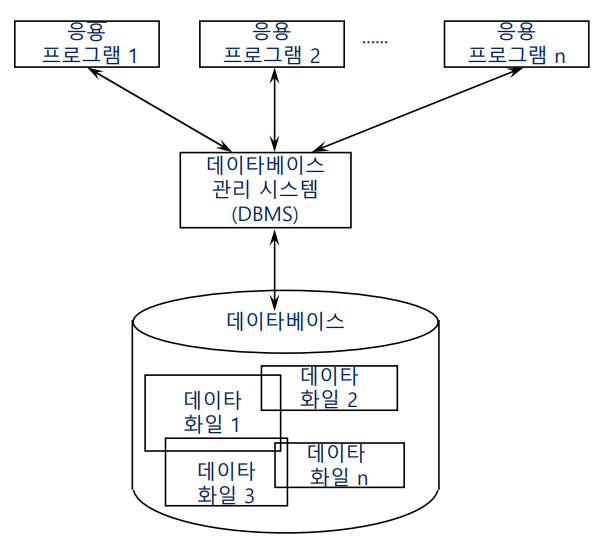 응용
프로그램 1
응용
프로그램 2
......
응용
프로그램 n
데이타베이스
관리 시스템
(DBMS)
데이타베이스
데이타
화일 1
데이타
화일 2
데이타
화일 3
데이타
화일 n